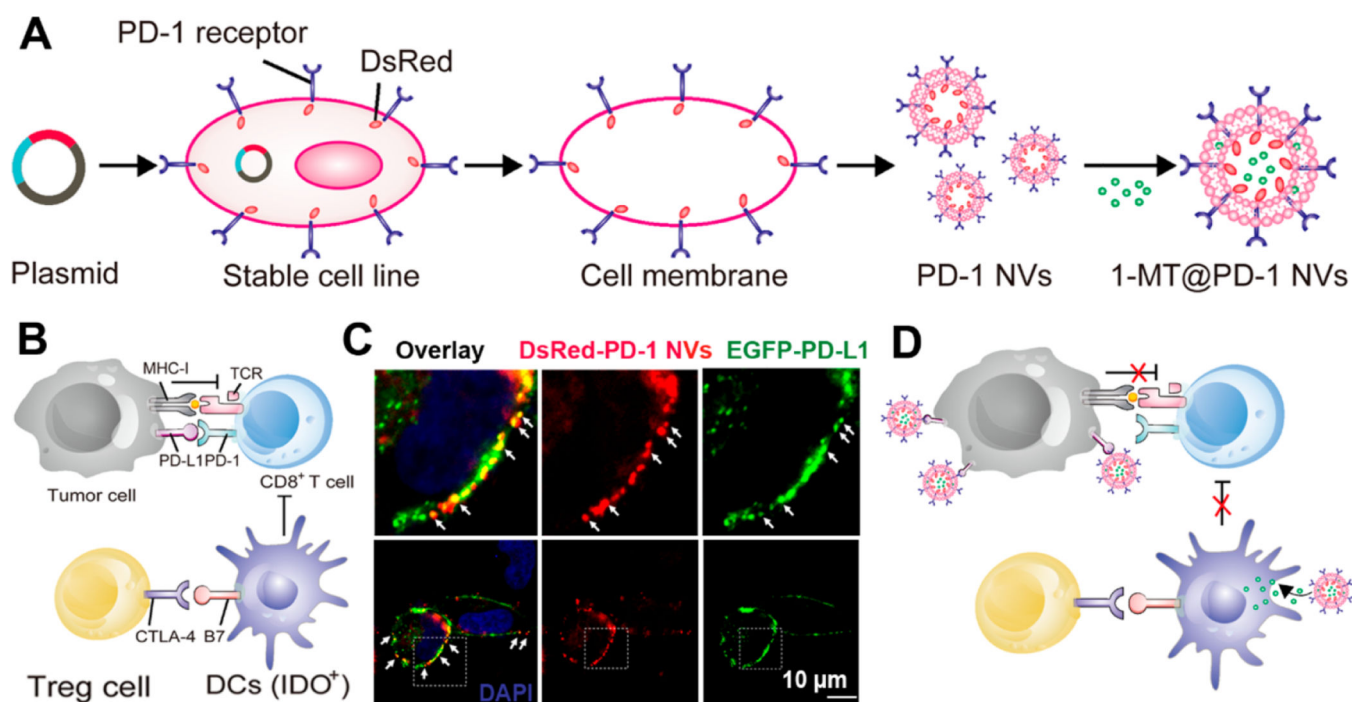 A
PD-1 receptor
DsRed
Plasmid
Stable cell line
Cell membrane
PD-1 NVs
1-MT@PD-1 NVs
B
MHC-I
TCR
PD-L1PD-1
Tumor cell
CD8⁺ T cell
CTLA-4 B7
Treg cell
DCs (IDO⁺)
C
Overlay DsRed-PD-1 NVs EGFP-PD-L1
DAPI
10 µm
D